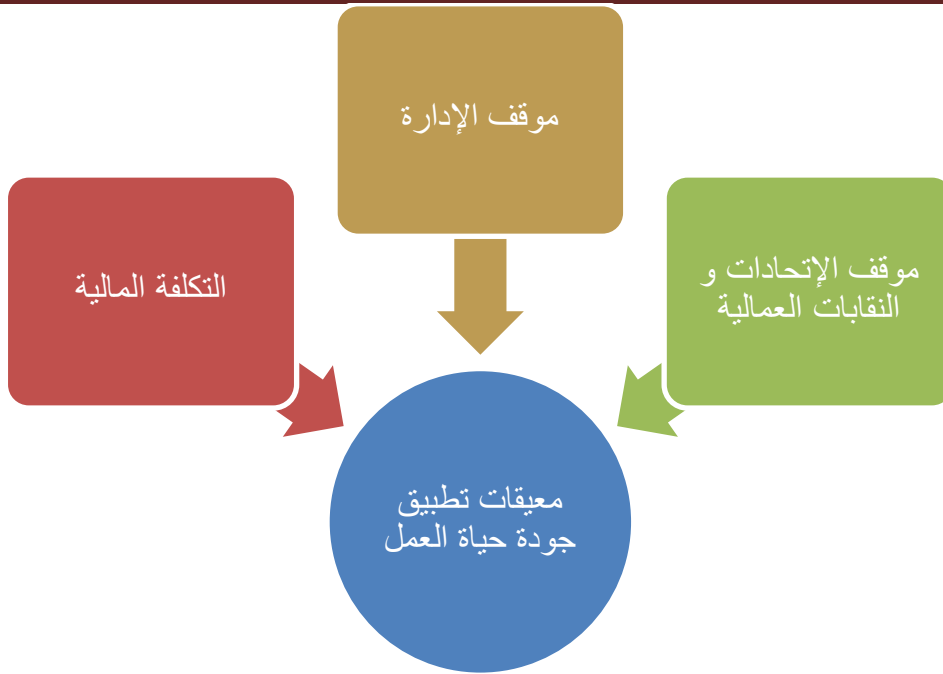 موقف الإدارة
موقف الإتحادات و
النقابات العمالية
التكلفة المالية
معيقات تطبيق
جودة حياة العمل